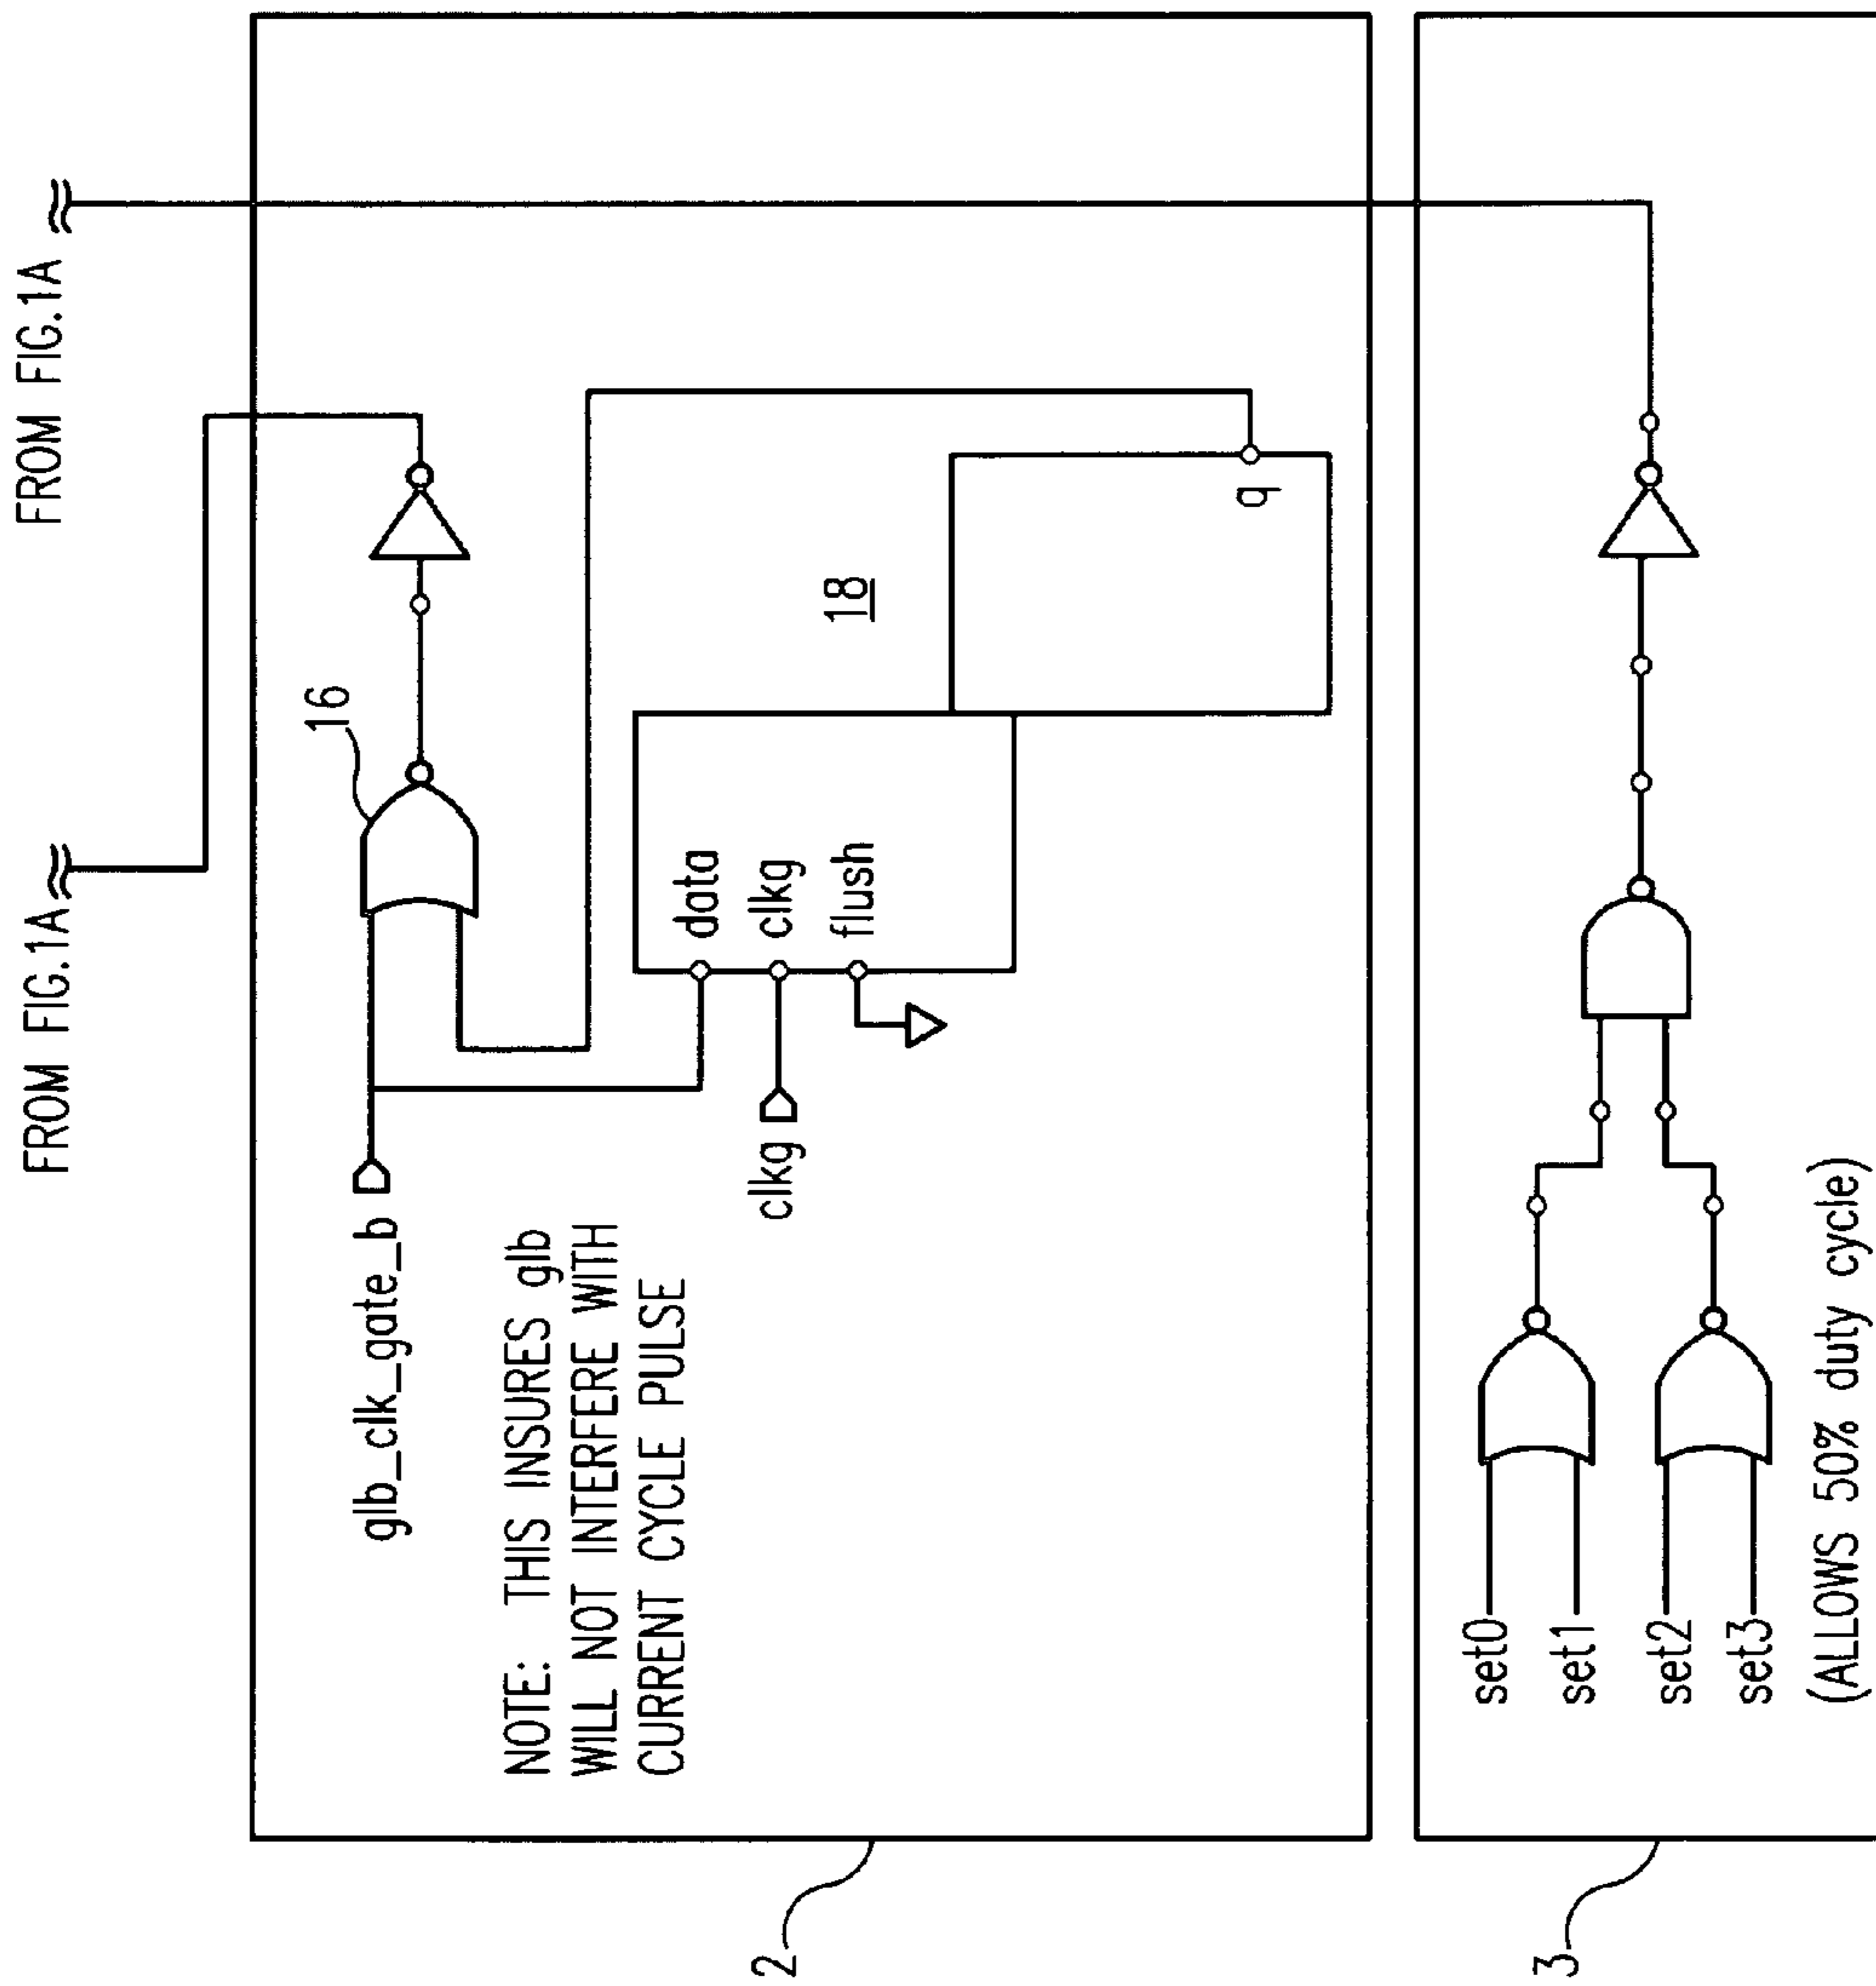 FROM FIG.1A
FROM FIG.1A
glb_clk_gate_b
16
NOTE: THIS INSURES glb
WILL NOT INTERFERE WITH
CURRENT CYCLE PULSE
data
clkg
clkg
flush
18
q
2
set0
set1
set2
set3
(ALLOWS 50% duty cycle)
3